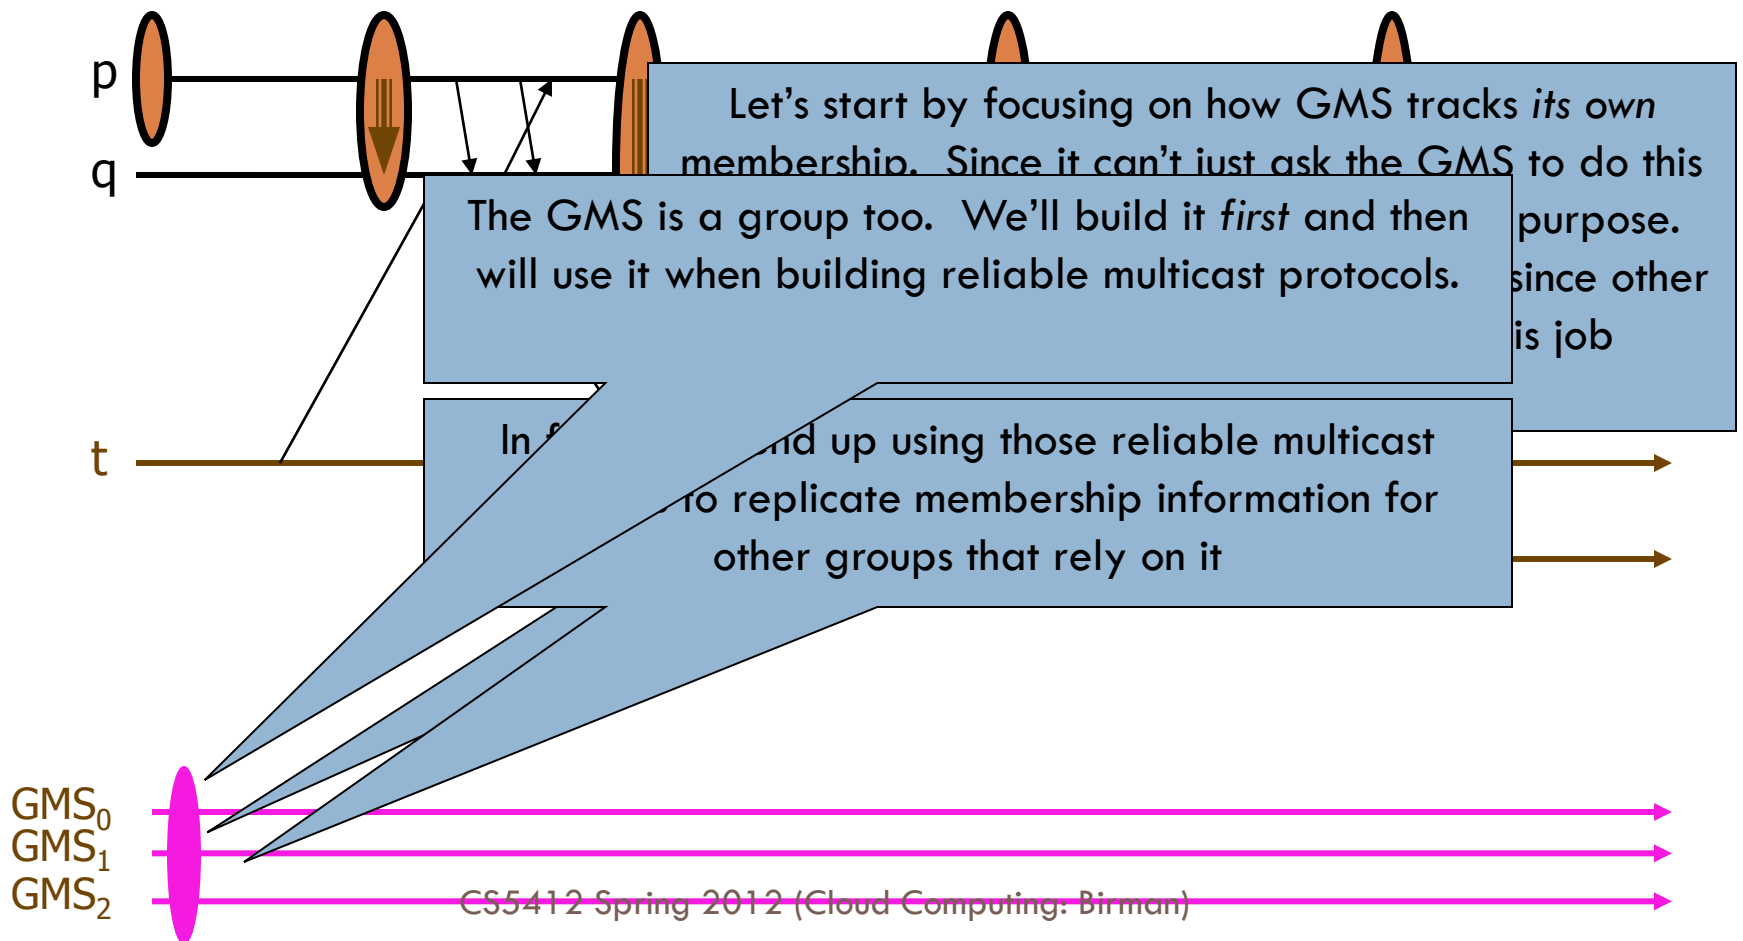 p
Let's start by focusing on how GMS tracks its own
membership. Since it can't just ask the GMS to do this
q
The GMS is a group too. We'll build it first and then
purpose.
will use it when building reliable multicast protocols.
since other
is job
t
In up using those reliable multicast
to replicate membership information for
other groups that rely on it
GMS0
GMS1
GMS2
CS5412 Spring 2012 (Cloud Computing: Birman)